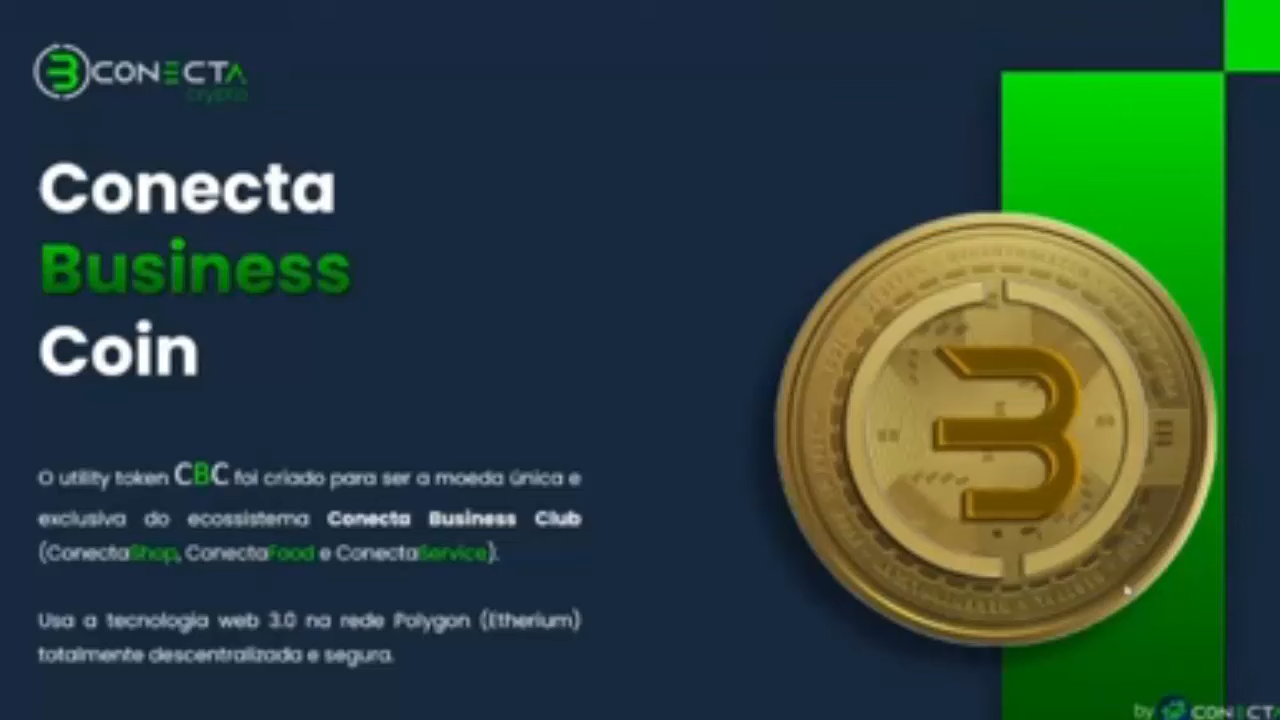 CONECTA
crypto
Conecta
Business
Coin
O utility token CBC foi criado para ser a moeda única e
exclusiva do ecossistema Conecta Business Club
(ConectaShop, ConectaFood e ConectaService).
Usa a tecnologia web 3.0 na rede Polygon (Etherium)
totalmente descentralizada e segura.
by CONECTA